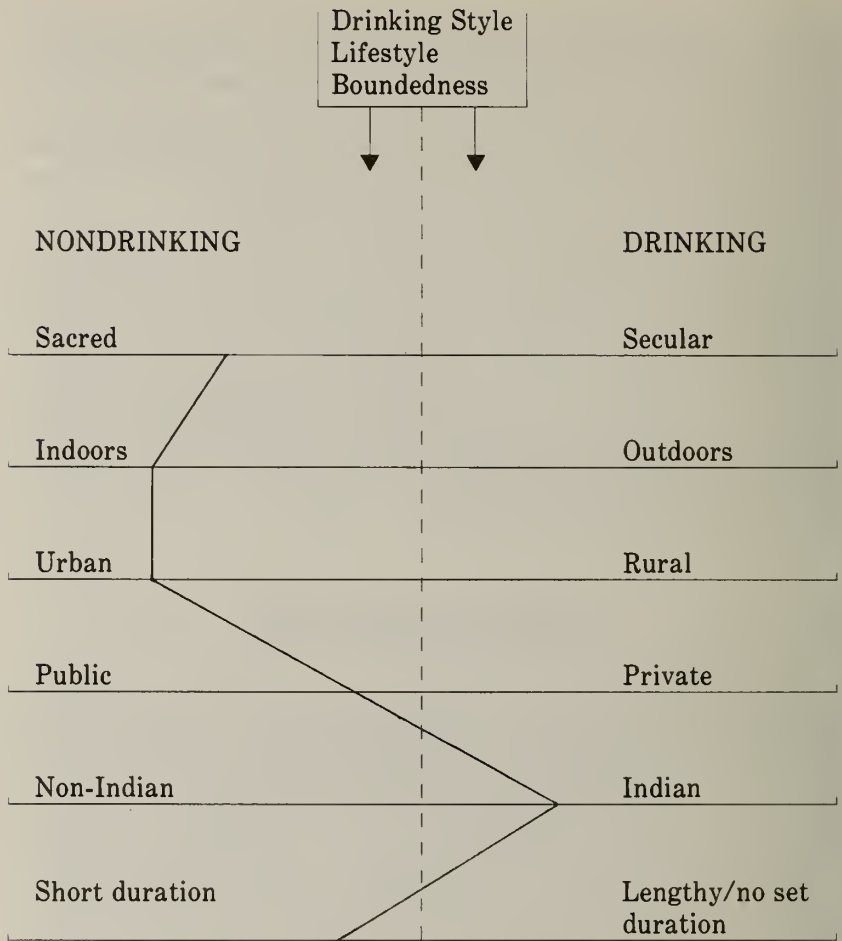 Drinking Style
Lifestyle
Boundedness
NONDRINKING DRINKING
Sacred Secular
Indoors Outdoors
Urban Rural
Public Private
Non-Indian Indian
Short duration Lengthy/no set
duration